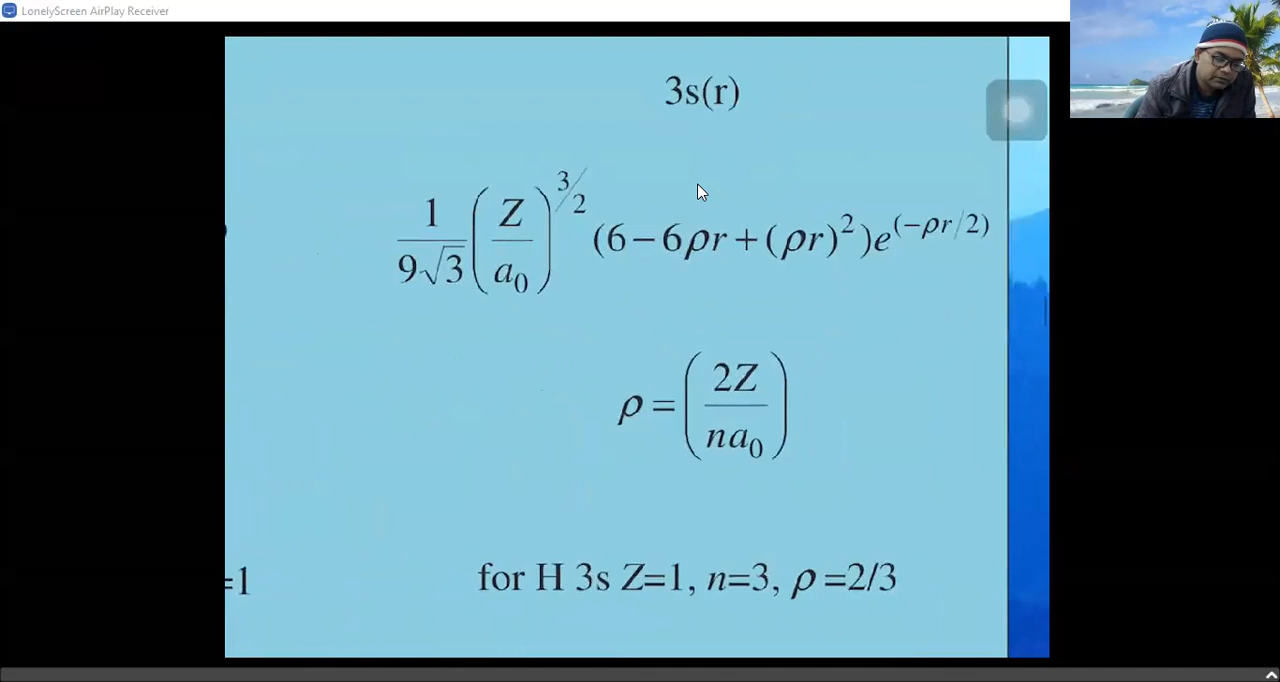 LonelyScreen AirPlay Receiver
3s(r)
1/(9√3) (Z/a₀)^(3/2) (6−6ρr+(ρr)²)e^(−ρr/2)
ρ=(2Z/na₀)
=1
for H 3s Z=1, n=3, ρ=2/3